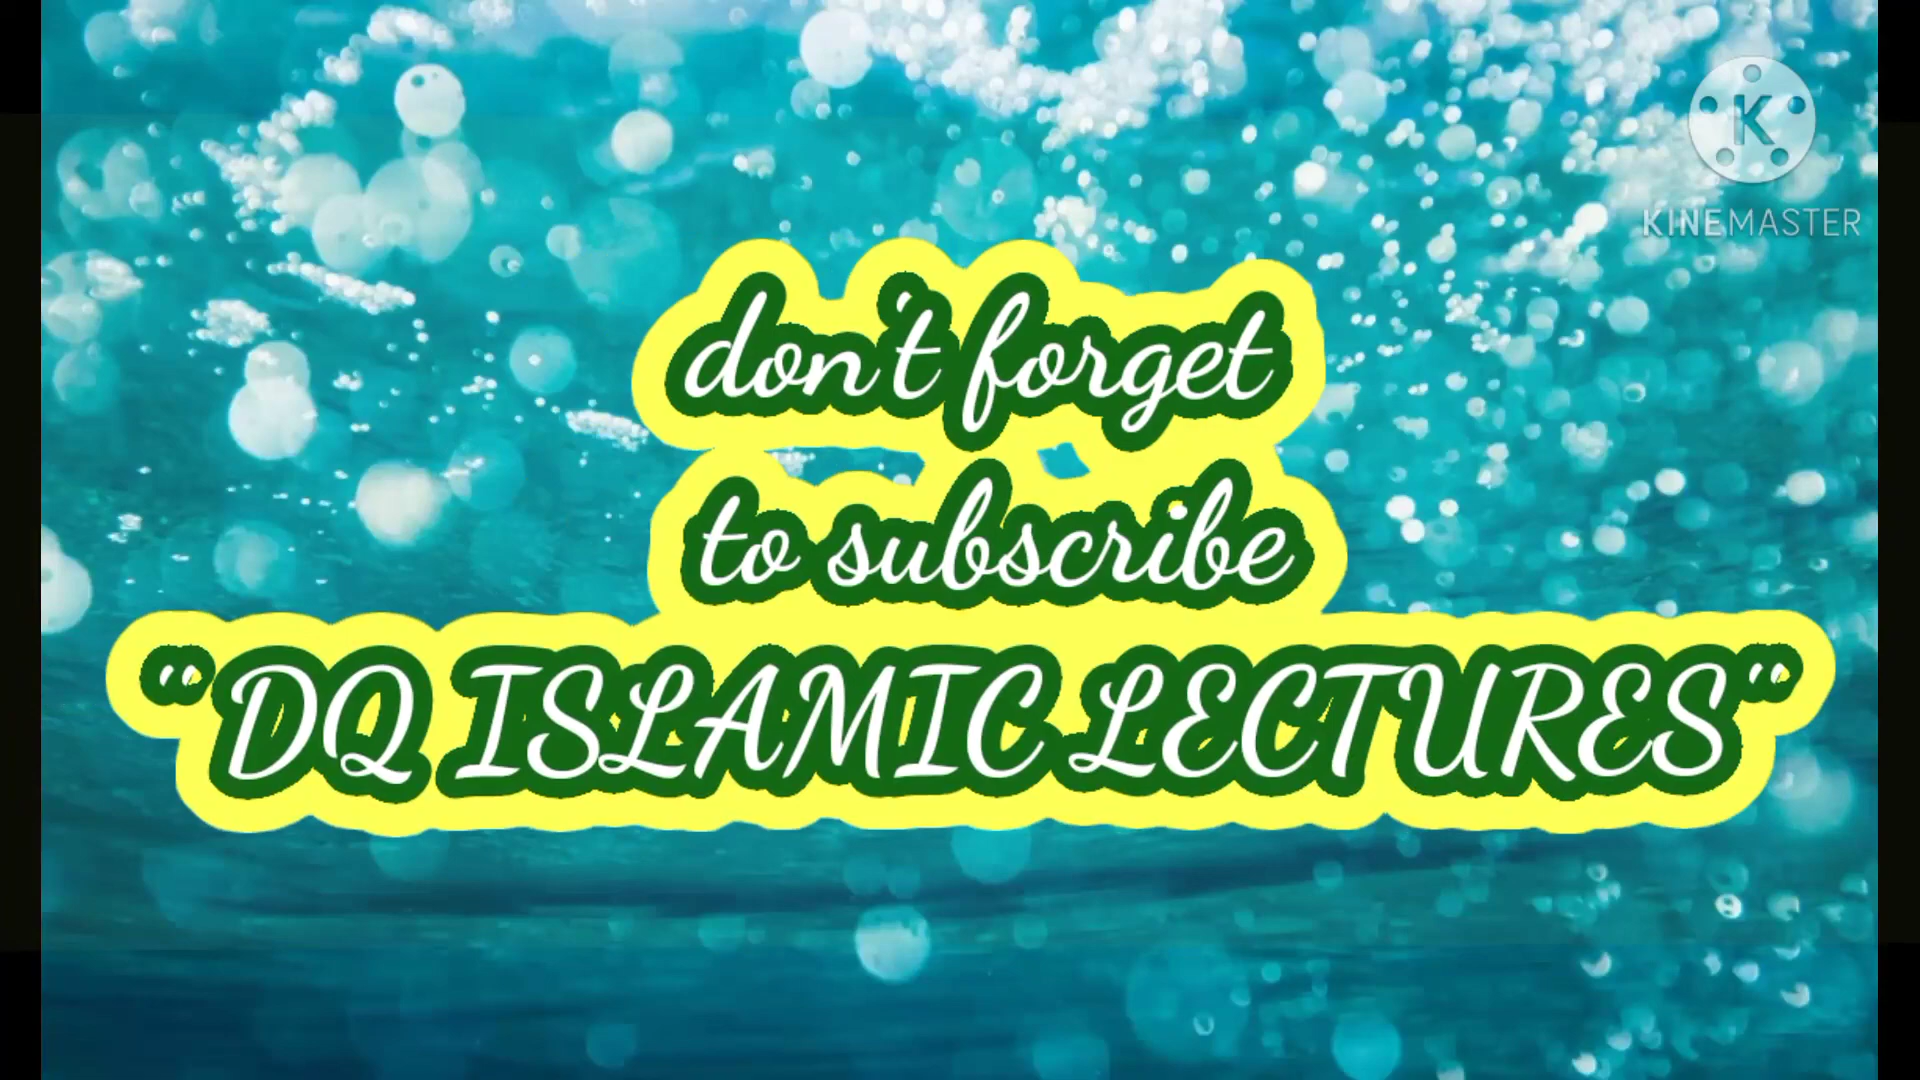 K
KINEMASTER
don't forget
to subscribe
“DQ ISLAMIC LECTURES“